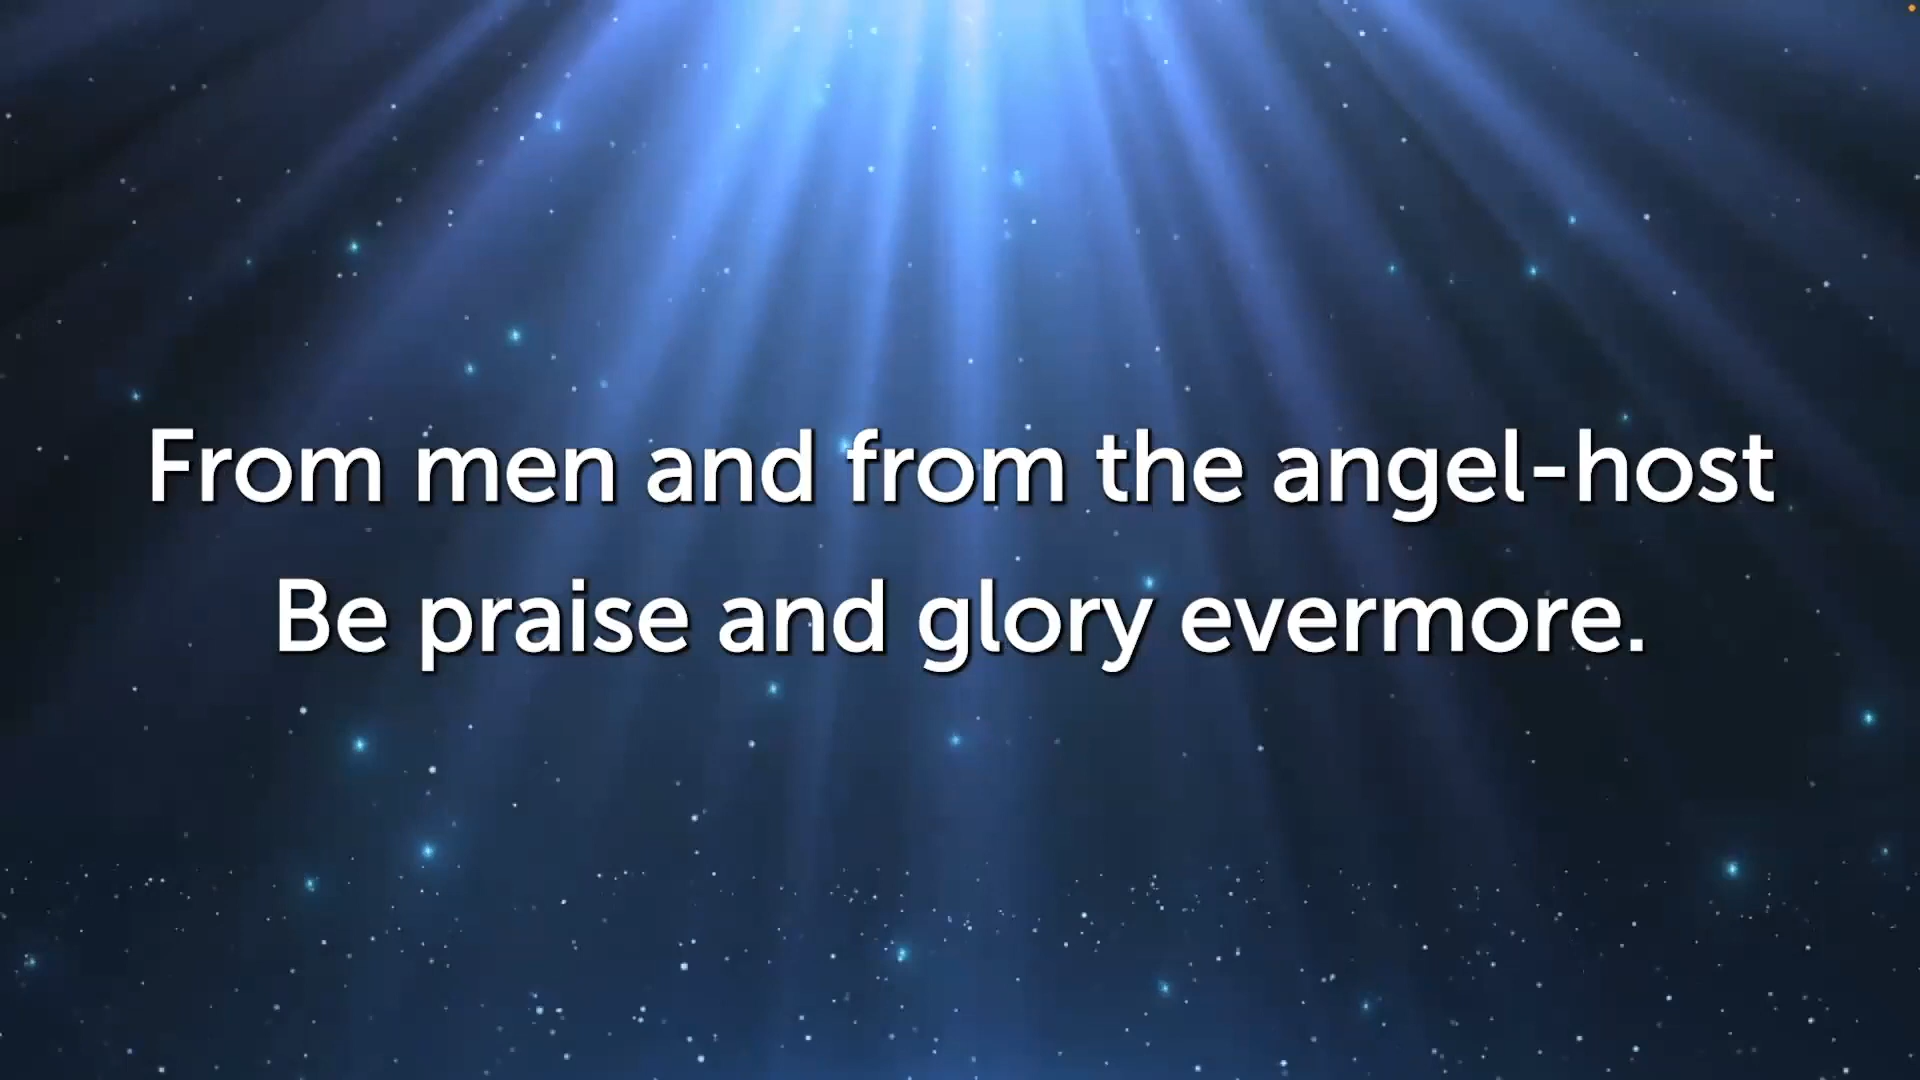 From men and from the angel-host
Be praise and glory evermore.